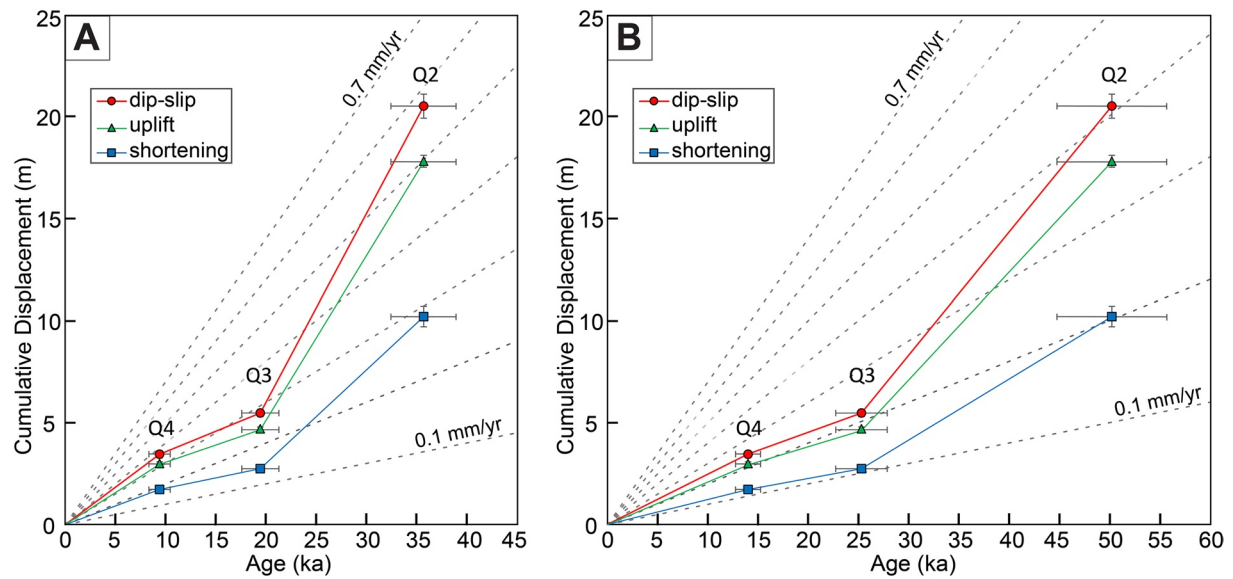 A
25
20
15
10
5
0
Cumulative Displacement (m)
0 5 10 15 20 25 30 35 40 45
Age (ka)
dip-slip
uplift
shortening
0.7 mm/yr
Q2
Q3
Q4
0.1 mm/yr
B
25
20
15
10
5
0
Cumulative Displacement (m)
0 5 10 15 20 25 30 35 40 45 50 55 60
Age (ka)
dip-slip
uplift
shortening
0.7 mm/yr
Q2
Q3
Q4
0.1 mm/yr